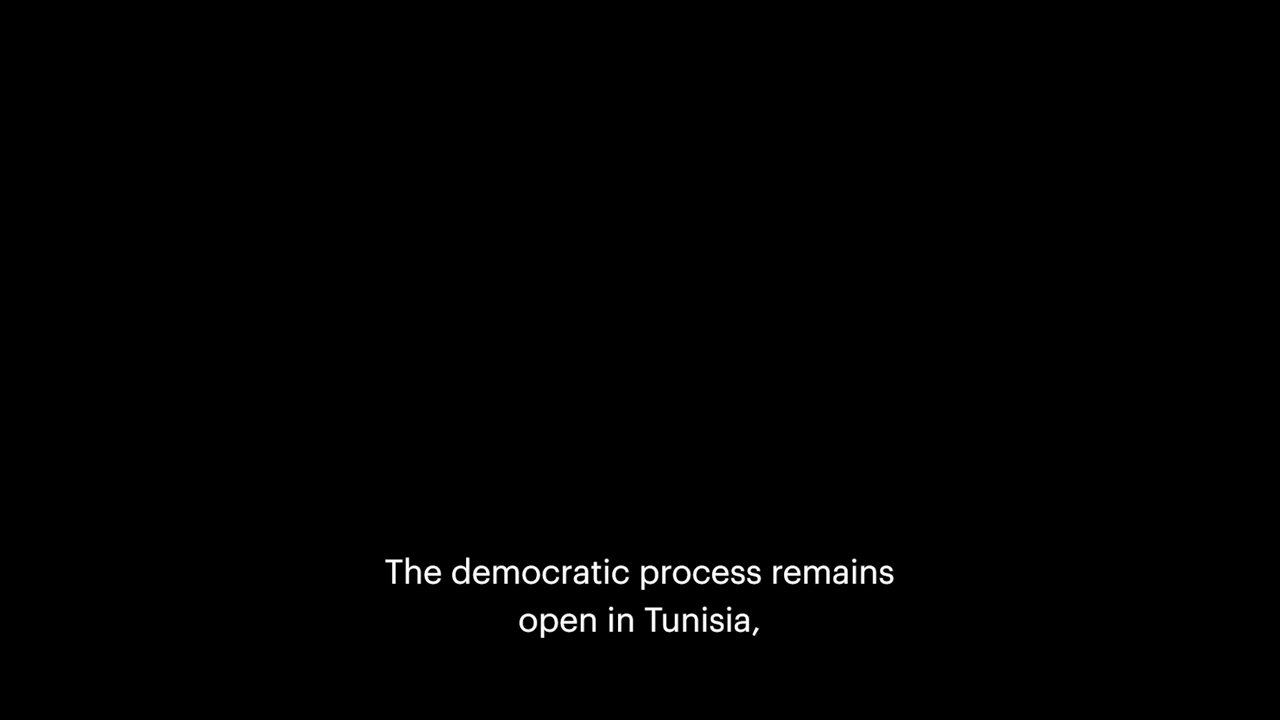 The democratic process remains
open in Tunisia,